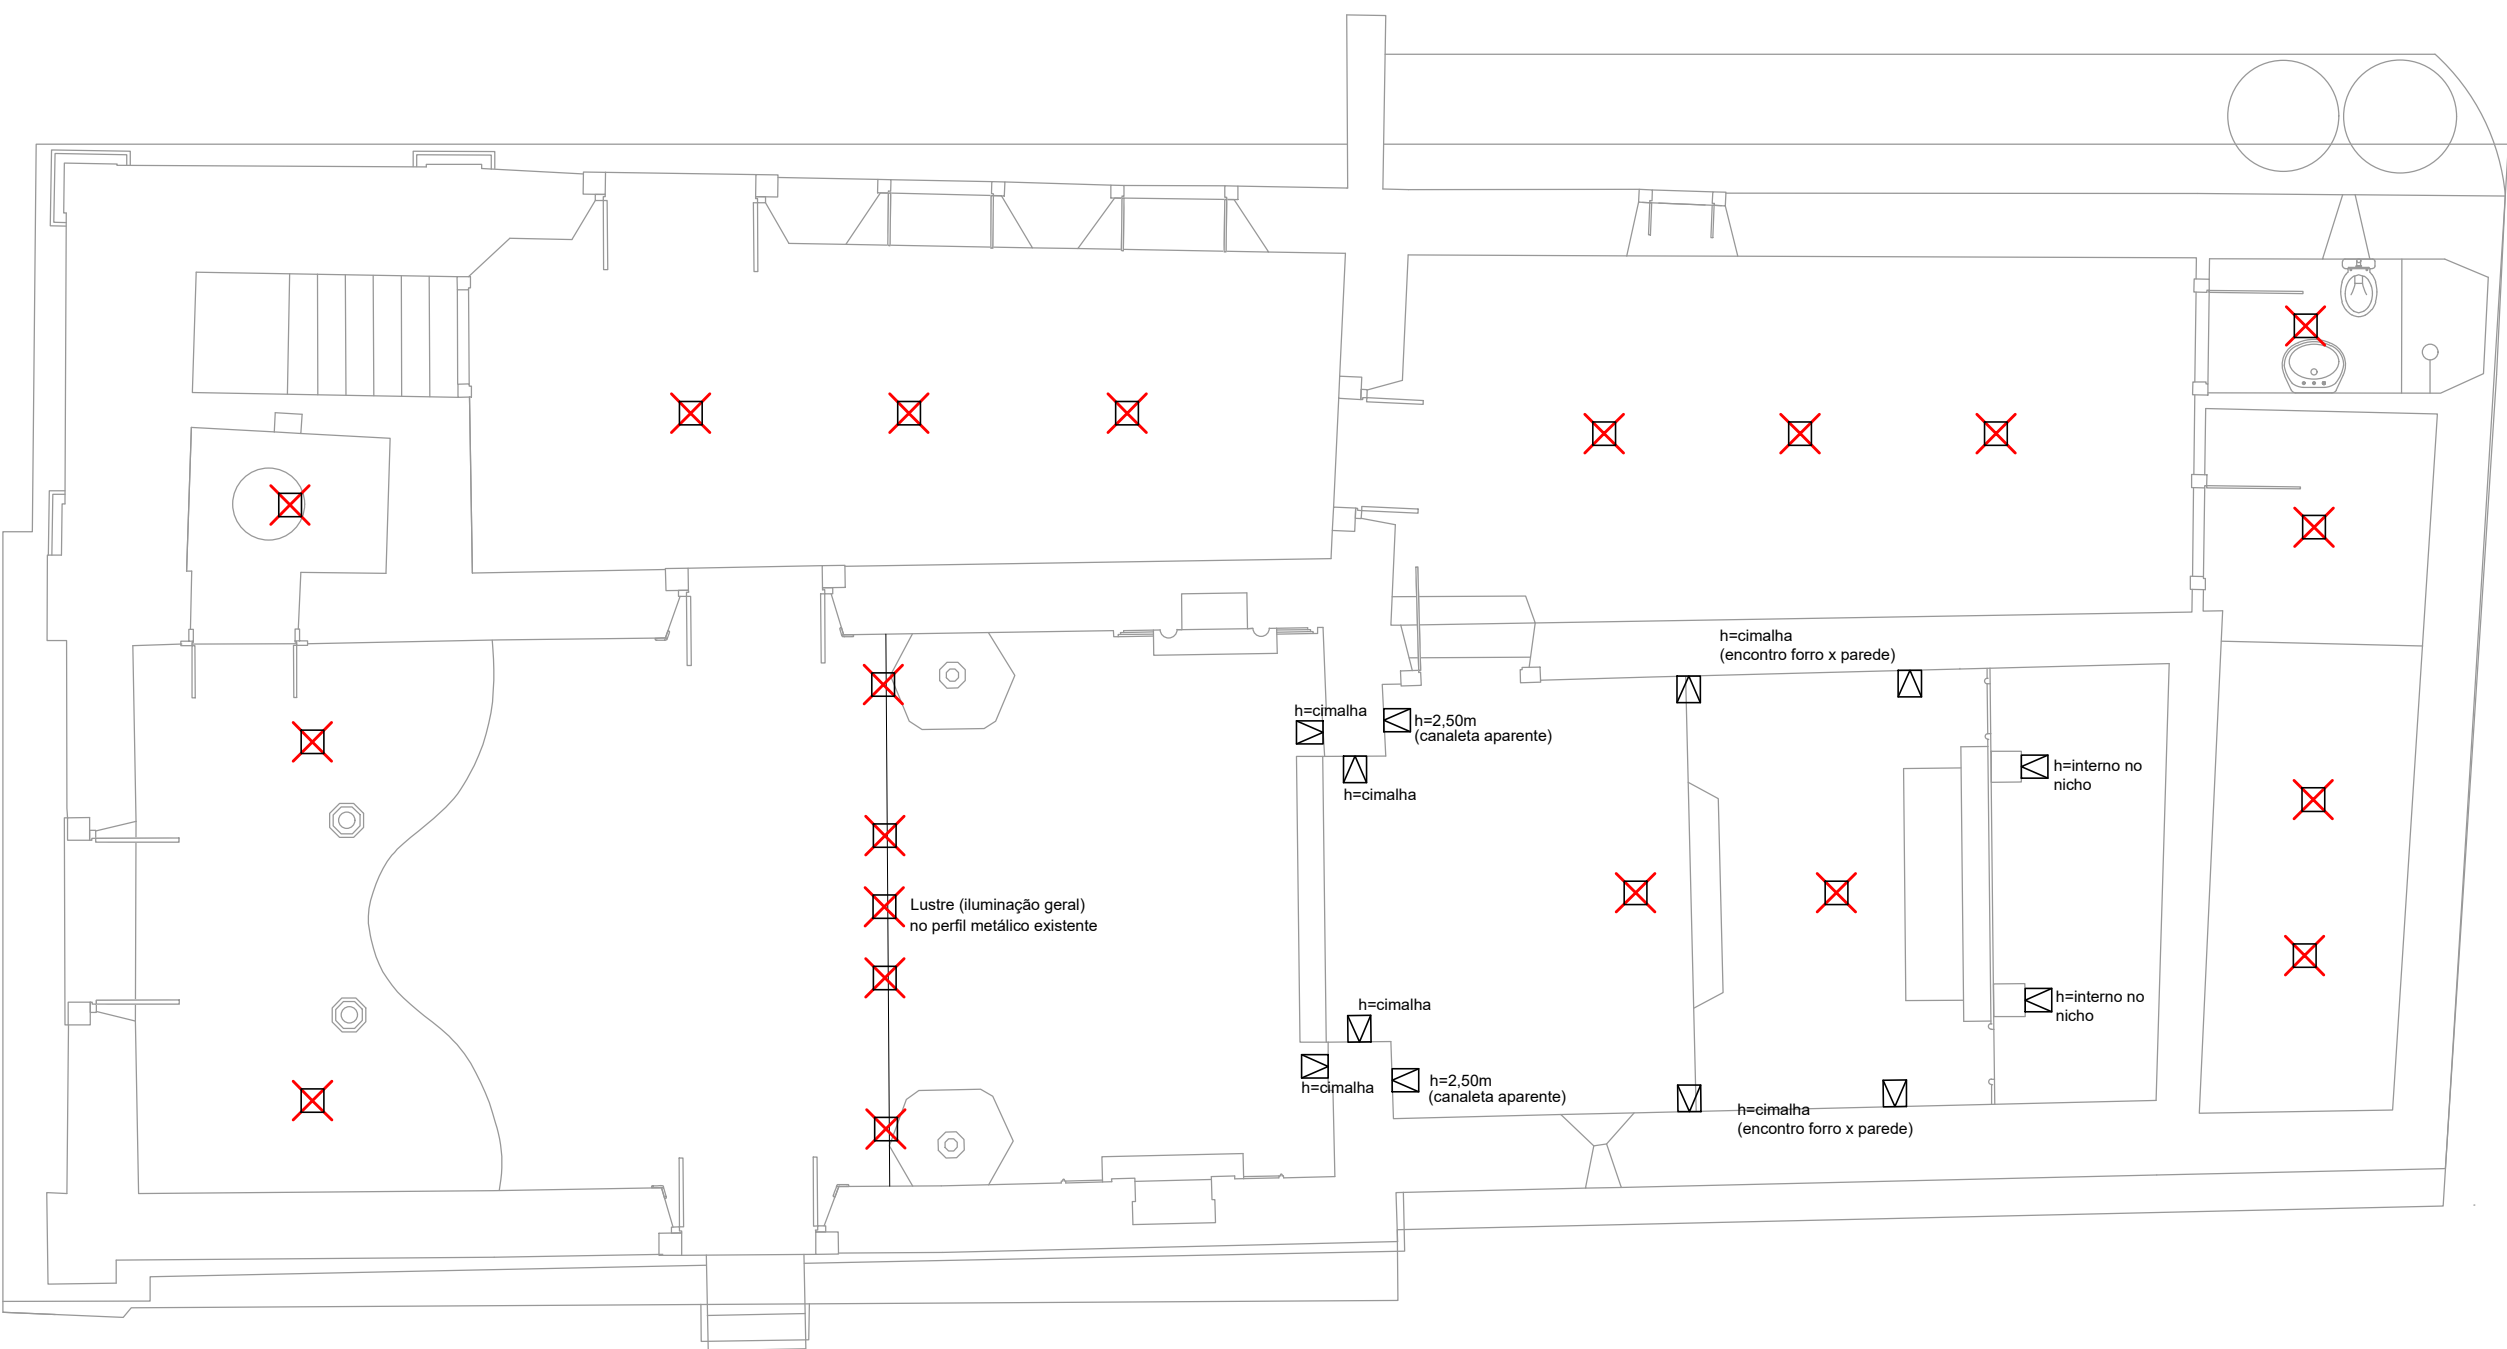 h=cimalha
(encontro forro x parede)
h=cimalha
h=2,50m
(canaleta aparente)
h=interno no
nicho
h=cimalha
Lustre (iluminação geral)
no perfil metálico existente
h=interno no
nicho
h=cimalha
h=2,50m
(canaleta aparente)
h=cimalha
h=cimalha
(encontro forro x parede)